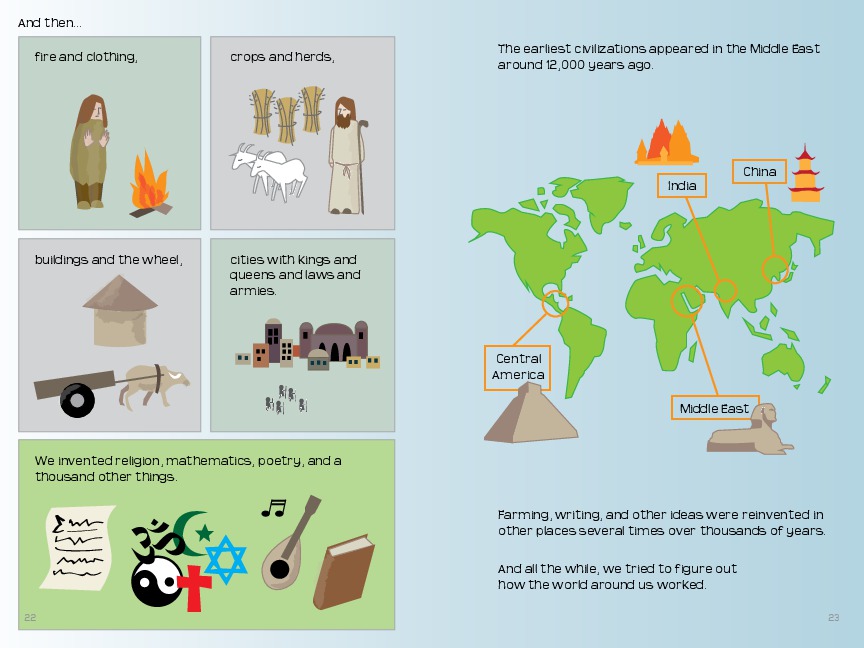 And then...
fire and clothing,
crops and herds,
buildings and the wheel,
cities with kings and
queens and laws and
armies.
We invented religion, mathematics, poetry, and a
thousand other things.
22
The earliest civilizations appeared in the Middle East
around 12,000 years ago.
China
India
Central
America
Middle East
Farming, writing, and other ideas were reinvented in
other places several times over thousands of years.
And all the while, we tried to figure out
how the world around us worked.
23